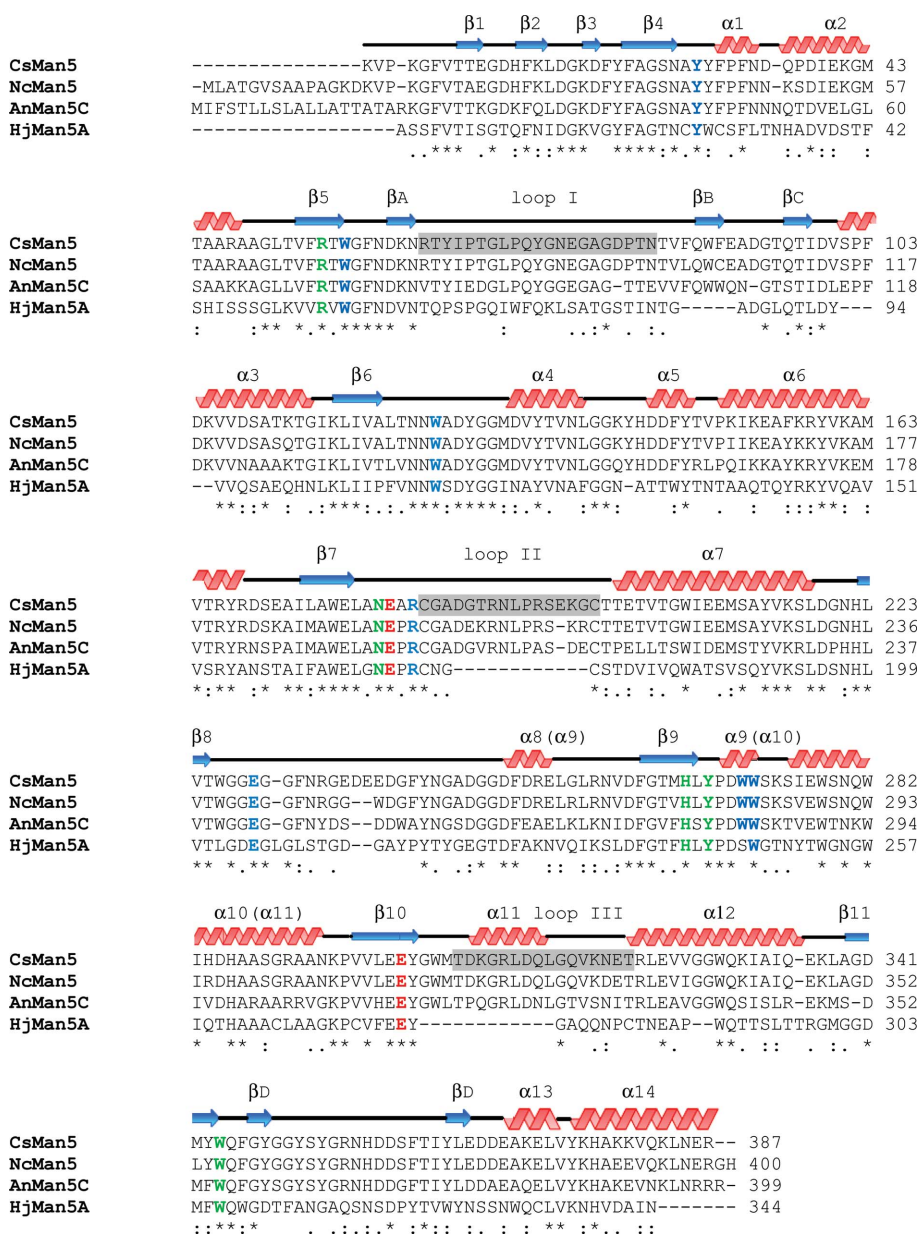 β1 β2 β3 β4 α1 α2
CsMan5 ---------------KVP-KGFVTTEGDHFKLDGKDFYFAGSNAYYFPFND-QPDIEKGM 43
NcMan5 -MLATGVSAAPAGKDKVP-KGFVTAEGDHFKLDGKDFYFAGSNAYYFPFNN-KSDIEKGM 57
AnMan5C MIFSTLLSLALLATTATARKGFVTTKGDKFQLDGKDFYFAGSNAYYFPFNNNQTDVELGL 60
HjMan5A ------------------ASSFVTISGTQFNIDGKVGYFAGTNCYWCSFLTNHADVDSTF 42
..*** .* :*::*** ****:*.*: .* . *:: :
β5 βA loop I βB βC
CsMan5 TAARAAGLTVFRTWGFNDKNRTYIPTGLPQYGNEGAGDPTNTVFQWFEADGTQTIDVSPF 103
NcMan5 TAARAAGLTVFRTWGFNDKNRTYIPTGLPQYGNEGAGDPTNTVLQWCEADGTQTIDVSPF 117
AnMan5C SAAKKAGLLVFRTWGFNDKNVTYIEDGLPQYGGEGAG-TTEVVFQWWQN-GTSTIDLEPF 118
HjMan5A SHISSSGLKVVRVWGFNDVNTQPSPGQIWFQKLSATGSTINTG-----ADGLQTLDY--- 94
: :** *.*.***** * : .:.* . :. * .*:*
α3 β6 α4 α5 α6
CsMan5 DKVVDSATKTGIKLIVALTNNWADYGGMDVYTVNLGGKYHDDFYTVPKIKEAFKRYVKAM 163
NcMan5 DKVVDSASQTGIKLIVALTNNWADYGGMDVYTVNLGGKYHDDFYTVPIIKEAYKRYVKAM 177
AnMan5C DKVVNAAAKTGIKLIVTLVNNWADYGGMDVYTVNLGGQYHDDFYRLPQIKKAYKRYVKEM 178
HjMan5A --VVQSAEQHNLKLIIPFVNNWSDYGGINAYVNAFGGN-ATTWYTNTAAQTQYRKYVQAV 151
**::* : .:***:.:.***:****::.*. :**: :* . : :::**: :
β7 loop II α7
CsMan5 VTRYRDSEAILAWELANEARCGADGTRNLPRSEKGCTTETVTGWIEEMSAYVKSLDGNHL 223
NcMan5 VTRYRDSKAIMAWELANEPRCGADEKRNLPRS-KRCTTETVTGWIEEMSAYVKSLDGNHL 236
AnMan5C VTRYRNSPAIMAWELANEPRCGADGVRNLPAS-DECTPELLTSWIDEMSTYVKRLDPHHL 237
HjMan5A VSRYANSTAIFAWELGNEPRCNG----------CSTDVIVQWATSVSQYVKSLDSNHL 199
*:** :* **:****.**.**.. *:.:: *: :*: *** ** :**
β8 α8(α9) β9 α9(α10)
CsMan5 VTWGGEG-GFNRGEDEEDGFYNGADGGDFDRELGLRNVDFGTMHLYPDWWSKSIEWSNQW 282
NcMan5 VTWGGEG-GFNRGG--WDGFYNGADGGDFDRELRLRNVDFGTVHLYPDWWSKSVEWSNQW 293
AnMan5C VTWGGEG-GFNYDS--DDWAYNGSDGGDFEAELKLKNIDFGVFHSYPDWWSKTVEWTNKW 294
HjMan5A VTLGDEGLGLSTGD--GAYPYTYGEGTDFAKNVQIKSLDFGTFHLYPDSWGTNYTWGNGW 257
** *.** *:. . *. .:* ** :: ::.:***. * *** *.. * * *
α10(α11) β10 α11 loop III α12 β11
CsMan5 IHDHAASGRAANKPVVLEEYGWMTDKGRLDQLGQVKNETRLEVVGGWQKIAIQ-EKLAGD 341
NcMan5 IRDHAASGRAANKPVVLEEYGWMTDKGRLDQLGQVKDETRLEVIGGWQKIAIQ-EKLAGD 352
AnMan5C IVDHARAARRVGKPVVHEEYGWLTPQGRLDNLGTVSNITRLEAVGGWQSISLR-EKMS-D 352
HjMan5A IQTHAAACLAAGKPCVFEEY------------GAQQNPCTNEAP--WQTTSLTTRGMGGD 303
* ** : ..** * *** * .: *. **. :: . :. *
βD βD α13 α14
CsMan5 MYWQFGYGGYSYGRNHDDSFTIYLEDDEAKELVYKHAKKVQKLNER-- 387
NcMan5 LYWQFGYGGYSYGRNHDDSFTIYLEDDEAKELVYKHAEEVQKLNERGH 400
AnMan5C MFWQFGYSGYSYGRNHDDSFTIYLDDAEAQELVYKHAVEVNKLNRRR- 399
HjMan5A MFWQWGDTFANGAQSNSDPYTVWYNSSNWQCLVKNHVDAIN------- 344
::**:* . .:.:.*.:*:: :. : : ** :*. ::